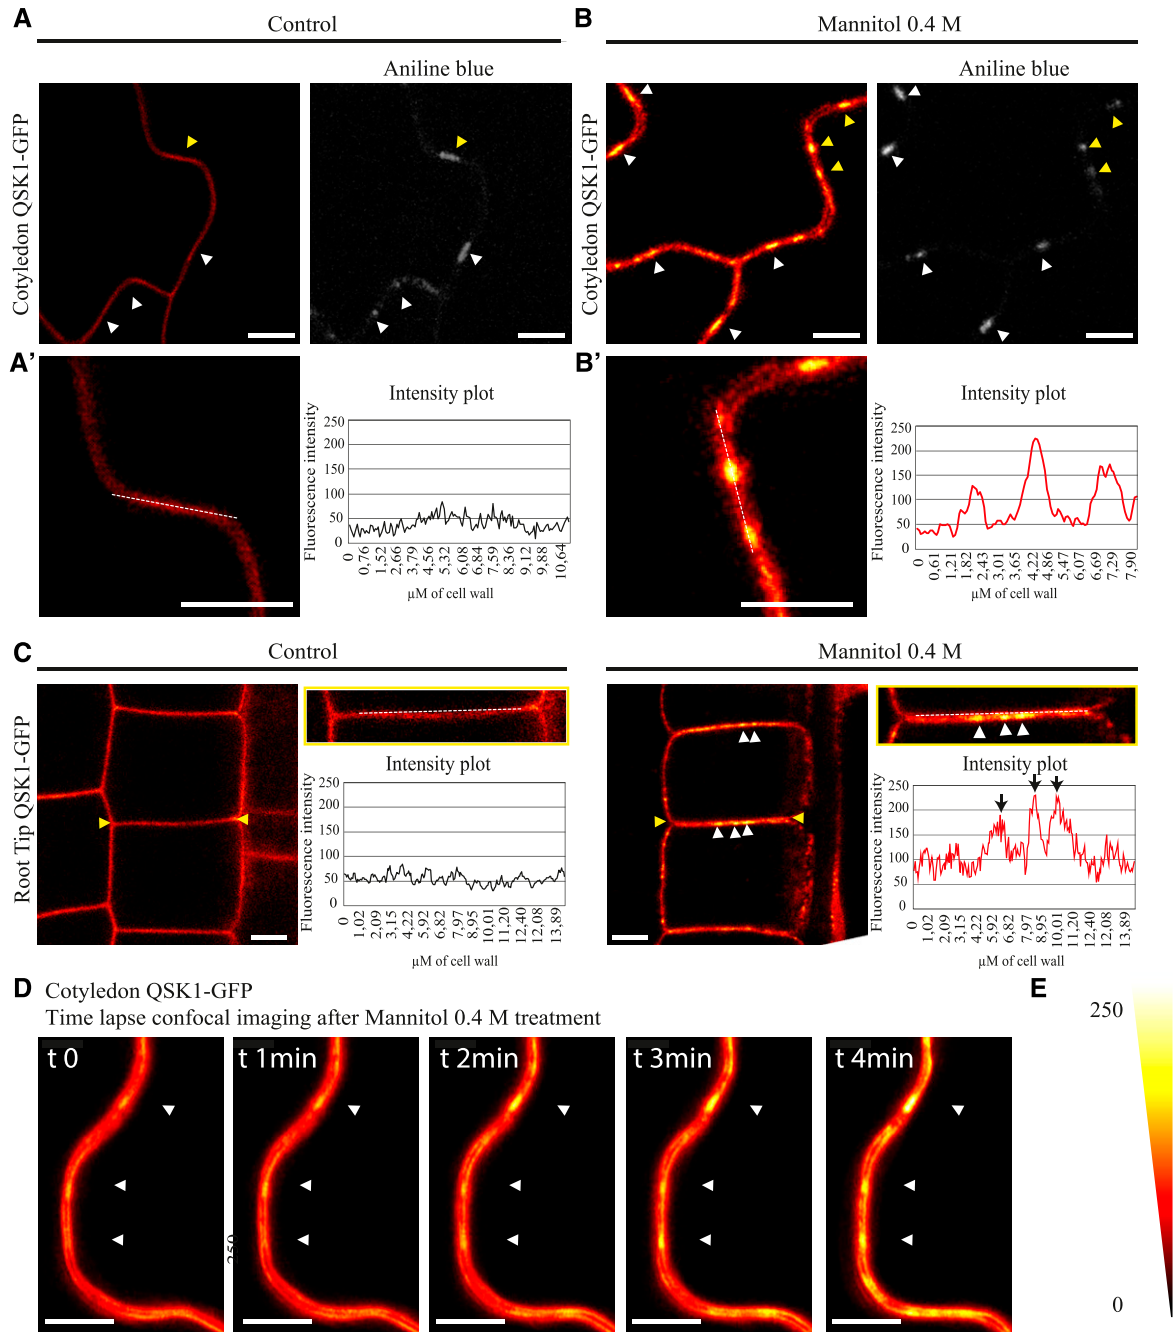 A
Control
B
Mannitol 0.4 M
Aniline blue
Aniline blue
Cotyledon QSK1-GFP
Cotyledon QSK1-GFP
A'
Intensity plot
Fluorescence intensity
250
200
150
100
50
0
0 0,76 1,52 2,66 3,79 4,56 5,32 6,08 6,84 7,59 8,36 9,12 9,88 10,64
µM of cell wall
B'
Intensity plot
Fluorescence intensity
250
200
150
100
50
0
0 0,61 1,21 1,82 2,43 3,01 3,65 4,22 4,86 5,47 6,07 6,69 7,29 7,90
µM of cell wall
C
Control
Mannitol 0.4 M
Root Tip QSK1-GFP
Intensity plot
Fluorescence intensity
250
200
150
100
50
0
0 1,02 2,09 3,15 4,22 5,92 6,82 7,97 8,95 10,01 11,20 12,40 12,08 13,89
µM of cell wall
Intensity plot
Fluorescence intensity
250
200
150
100
50
0
0 1,02 2,09 3,15 4,22 5,92 6,82 7,97 8,95 10,01 11,20 12,40 12,08 13,89
µM of cell wall
D
Cotyledon QSK1-GFP
Time lapse confocal imaging after Mannitol 0.4 M treatment
t 0
t 1min
t 2min
t 3min
t 4min
E
250
0